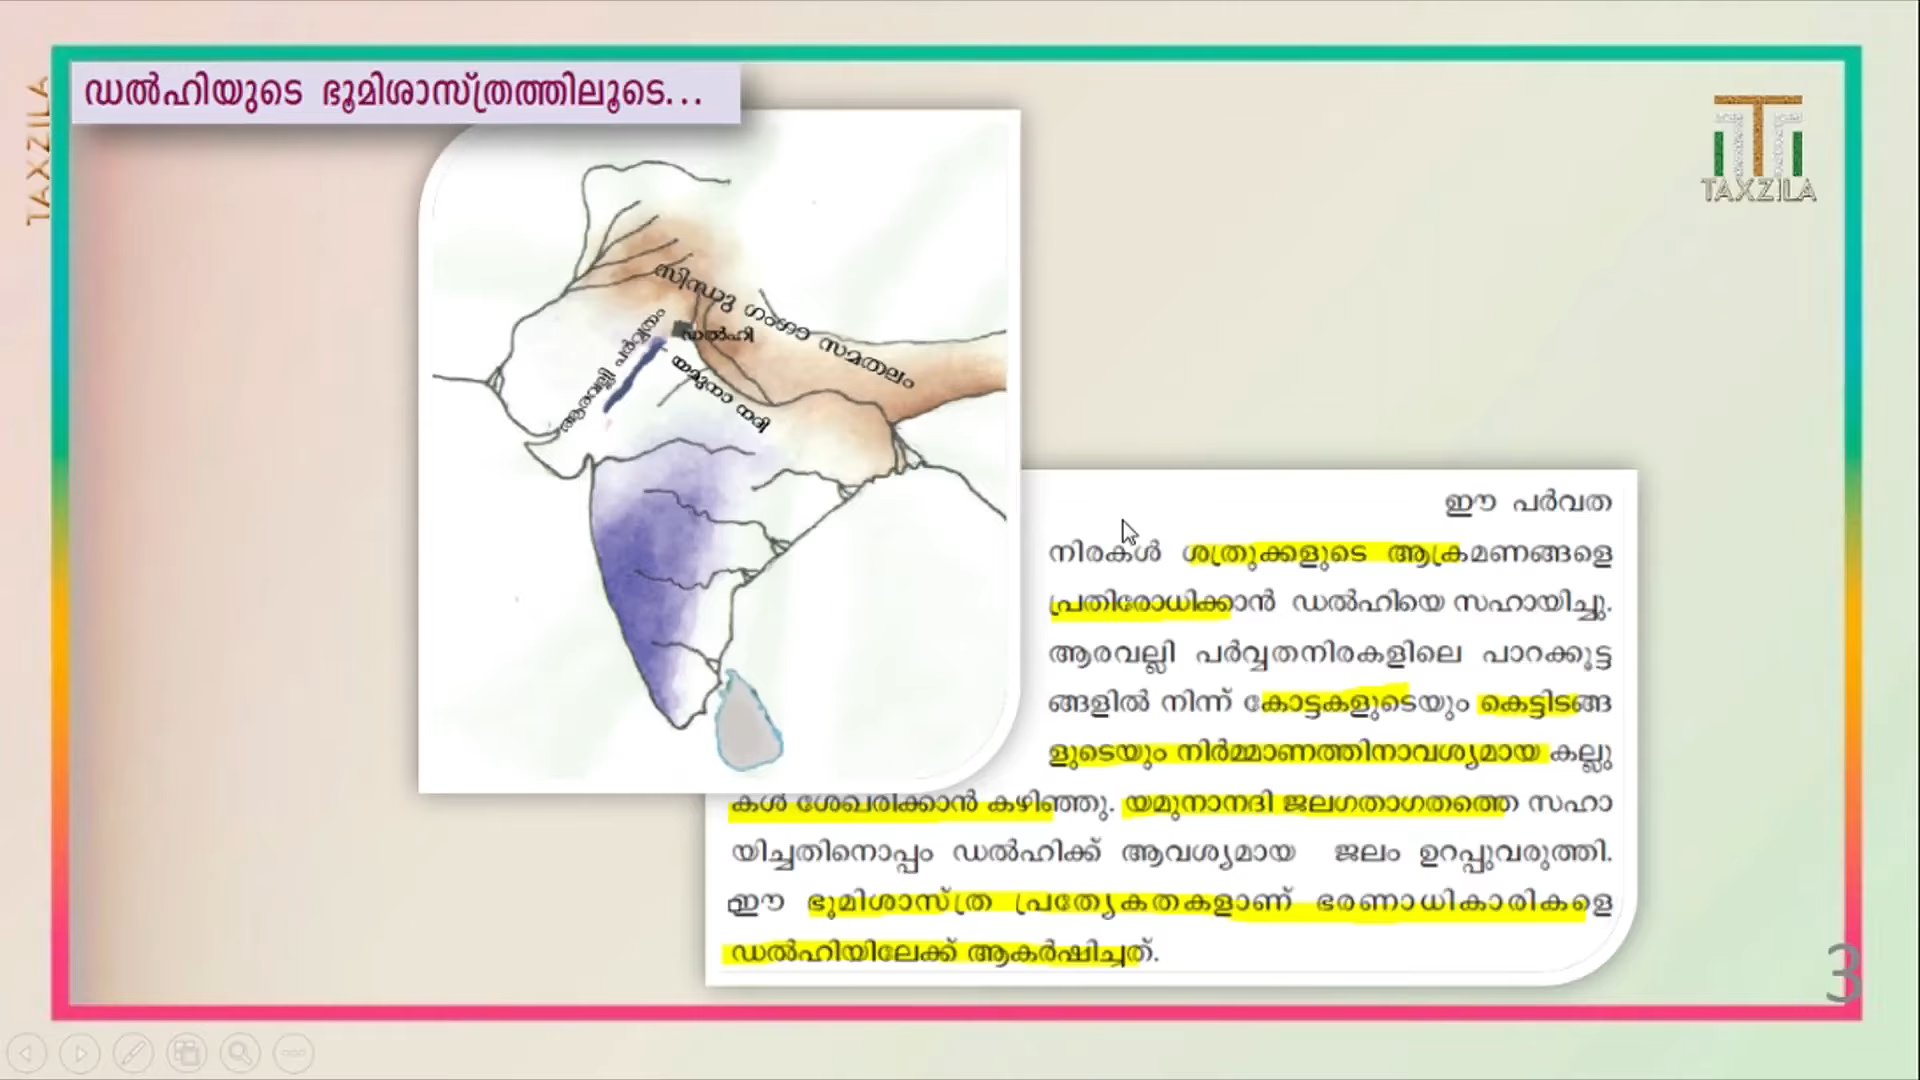 TAXZILA
ഡൽഹിയുടെ ഭൂമിശാസ്ത്രത്തിലൂടെ...
TAXZILA
സിന്ധു ഗംഗാ സമതലം
ഡൽഹി
ആരവല്ലി പർവ്വതം
യമുനാ നദി
ഈ പർവത
നിരകൾ ശത്രുക്കളുടെ ആക്രമണങ്ങളെ
പ്രതിരോധിക്കാൻ ഡൽഹിയെ സഹായിച്ചു.
ആരവല്ലി പർവ്വതനിരകളിലെ പാറക്കൂട്ട
ങ്ങളിൽ നിന്ന് കോട്ടകളുടെയും കെട്ടിടങ്ങ
ളുടെയും നിർമ്മാണത്തിനാവശ്യമായ കല്ലു
കൾ ശേഖരിക്കാൻ കഴിഞ്ഞു. യമുനാനദി ജലഗതാഗതത്തെ സഹാ
യിച്ചതിനൊപ്പം ഡൽഹിക്ക് ആവശ്യമായ ജലം ഉറപ്പുവരുത്തി.
ഈ ഭൂമിശാസ്ത്ര പ്രത്യേകതകളാണ് ഭരണാധികാരികളെ
ഡൽഹിയിലേക്ക് ആകർഷിച്ചത്.
3